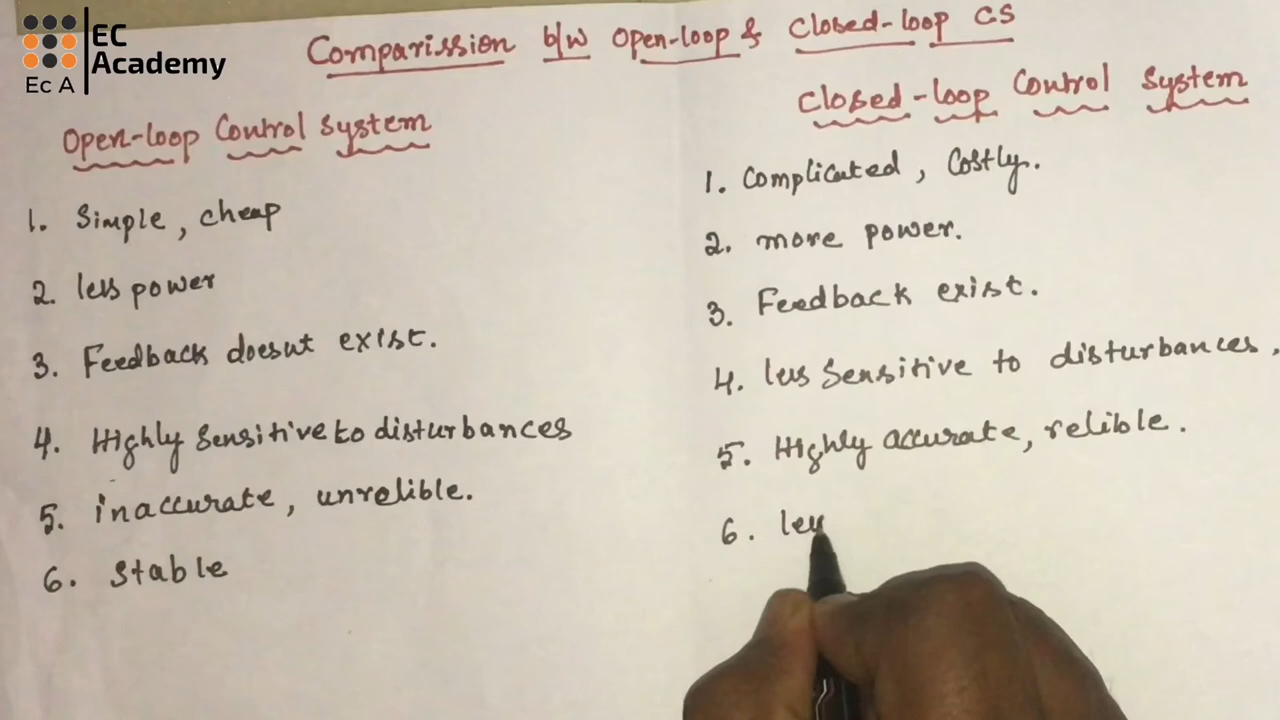 EC
Academy
Ec A
Comparission b/w open-loop & closed-loop CS
Open-loop Control System
1. Simple, cheap
2. less power
3. Feedback doesnt exist.
4. Highly sensitive to disturbances
5. inaccurate, unrelible.
6. Stable
Closed-loop Control System
1. Complicated, Costly.
2. more power.
3. Feedback exist.
4. less Sensitive to disturbances,
5. Highly accurate, relible.
6. les